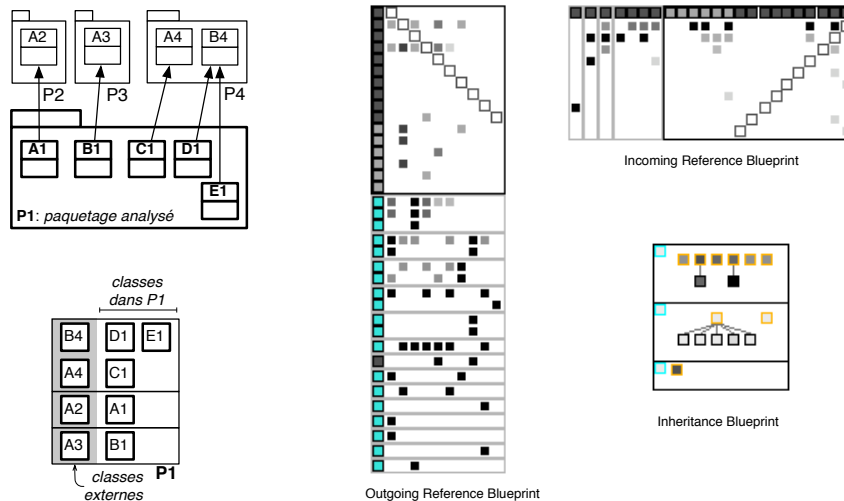 A2
A3
A4
B4
P2
P3
P4
A1
B1
C1
D1
E1
P1: paquetage analysé
classes
dans P1
B4
D1
E1
A4
C1
A2
A1
A3
B1
P1
classes
externes
Outgoing Reference Blueprint
Incoming Reference Blueprint
Inheritance Blueprint